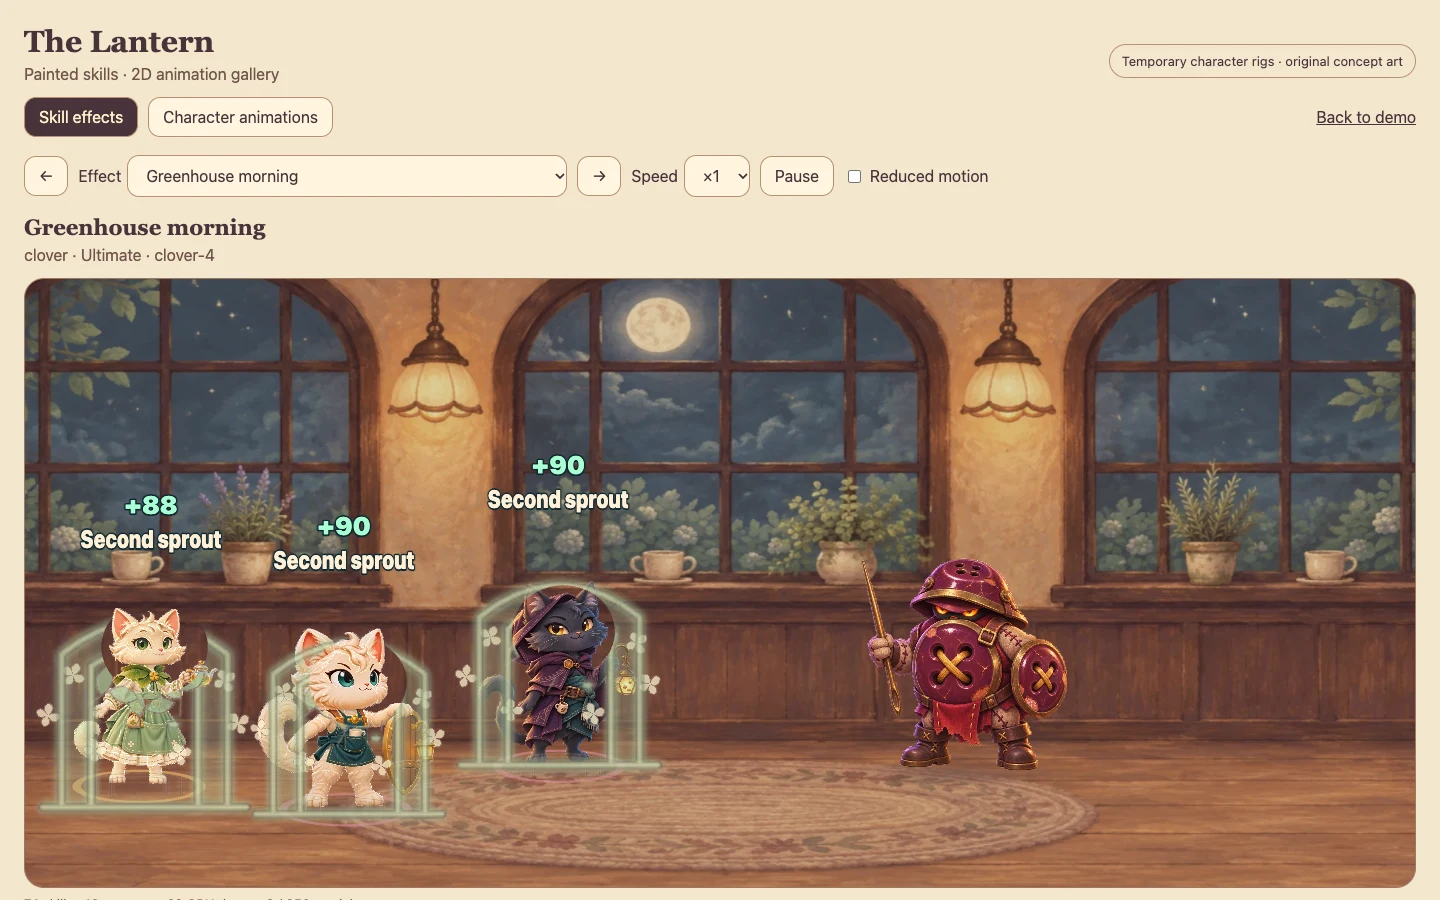 The Lantern
Painted skills · 2D animation gallery
Temporary character rigs · original concept art
Skill effects
Character animations
Back to demo
←
Effect
Greenhouse morning
→
Speed
×1
Pause
Reduced motion
Greenhouse morning
clover · Ultimate · clover-4
+88
Second sprout
+90
Second sprout
+90
Second sprout